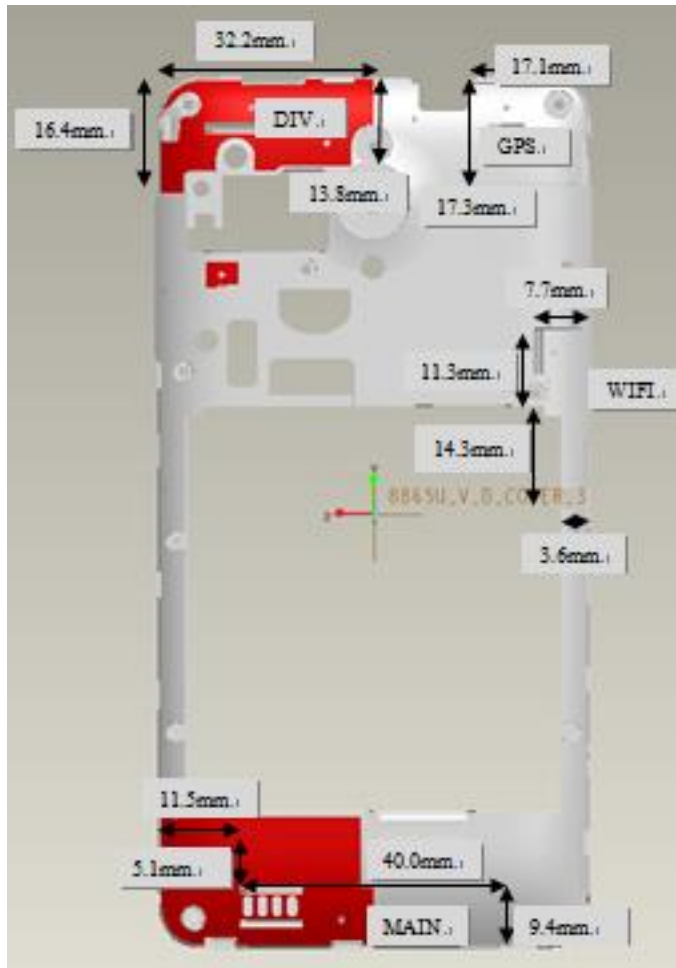 32.2mm.
17.1mm.
16.4mm.
DIV.
GPS.
13.8mm.
17.3mm.
7.7mm.
11.3mm.
WIFI.
14.3mm.
8865U_V_D_COVER_3
3.6mm.
11.5mm.
5.1mm.
40.0mm.
MAIN.
9.4mm.